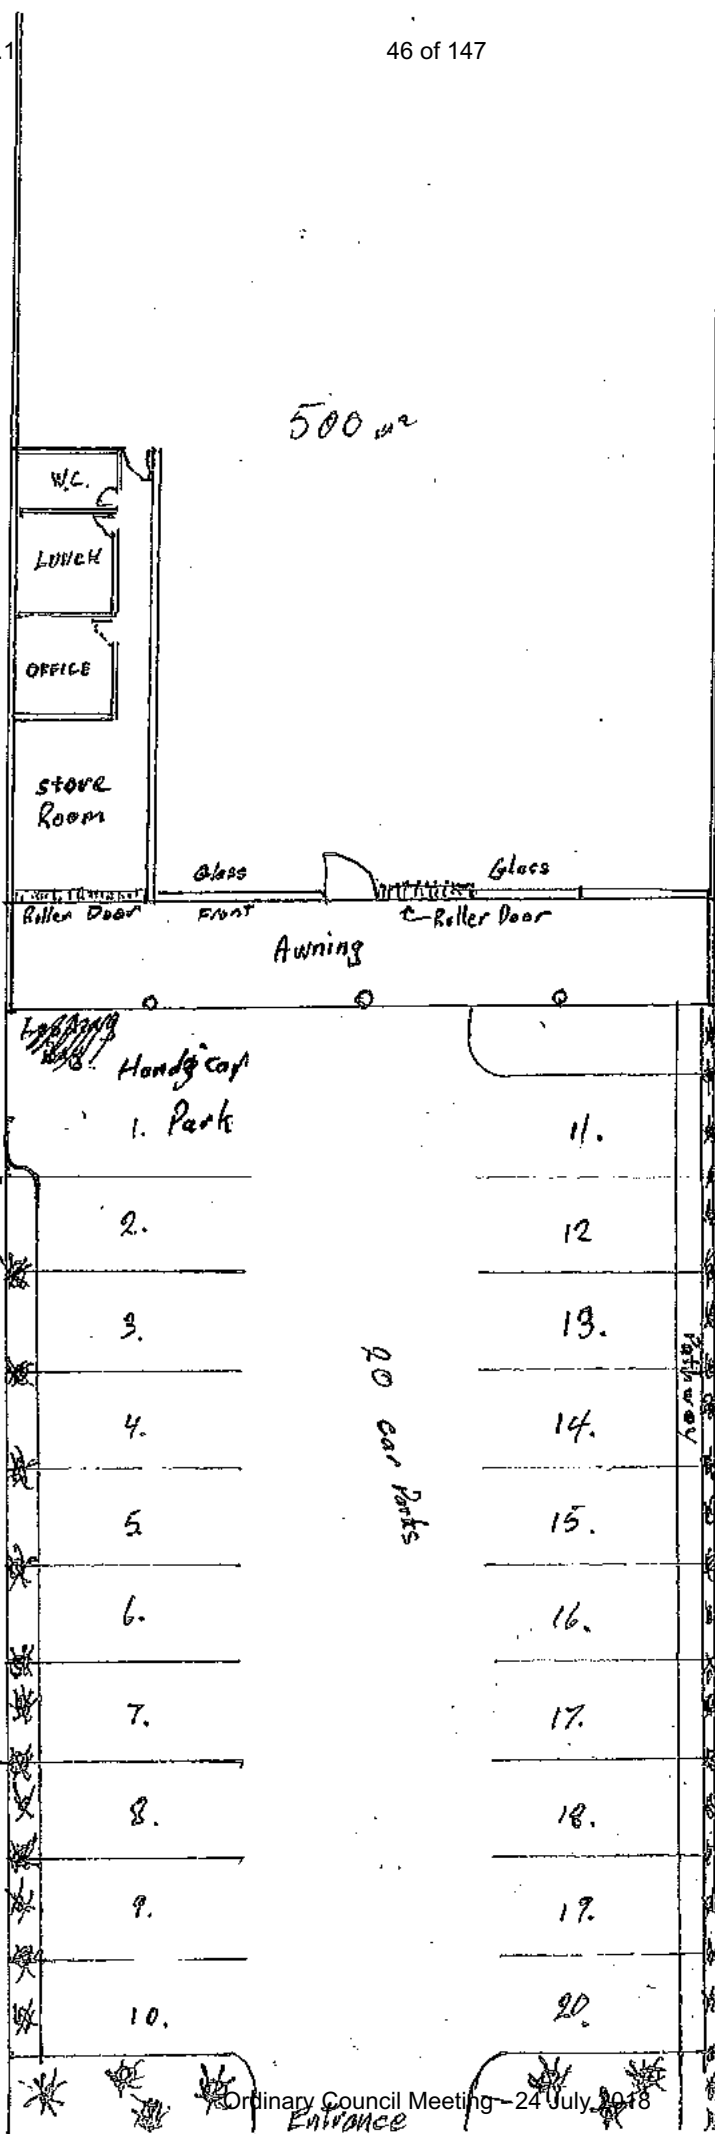 46 of 147
500 m²
W.C.
LUNCH
OFFICE
Store
Room
Glass
Glass
Roller Door
Front
Roller Door
Awning
Park
1.
11.
2.
12
3.
13.
Pathway
20 car Parks
4.
14.
5
15.
6.
16.
7.
17.
8.
18.
9.
19.
10.
20.
Ordinary Council Meeting - 24 July 2018
Entrance